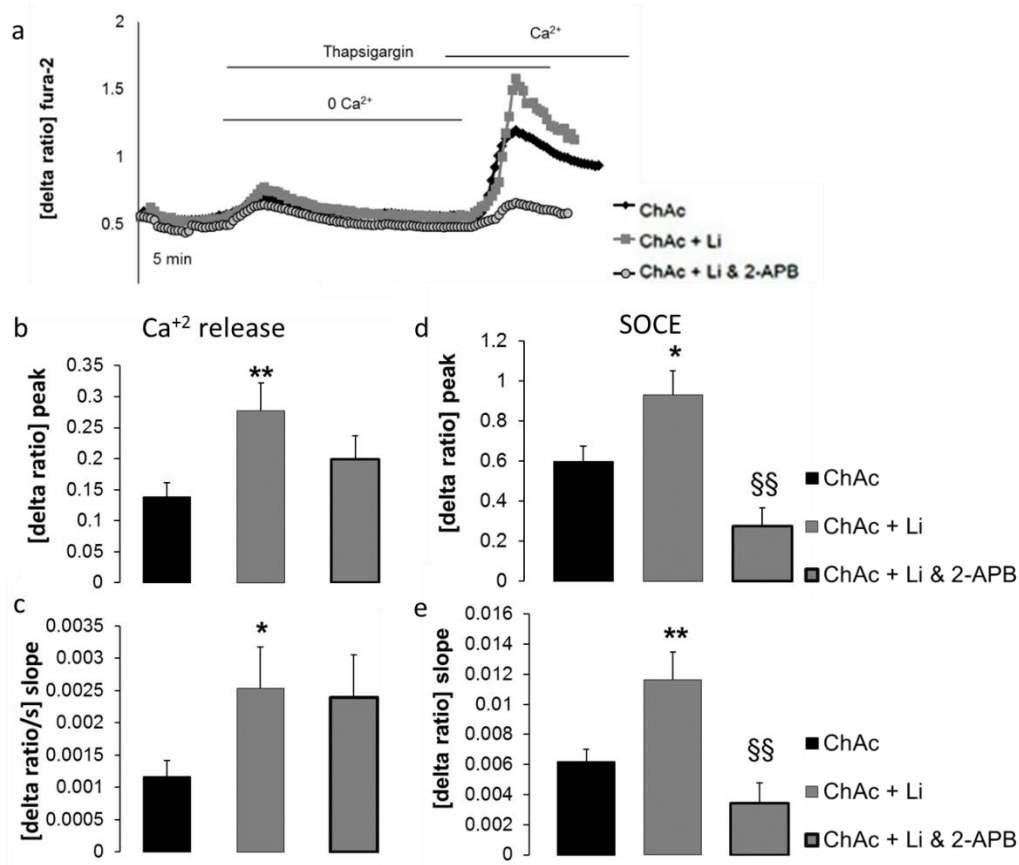 a
2
1.5
1
0.5
[delta ratio] fura-2
Ca²⁺
Thapsigargin
0 Ca²⁺
5 min
ChAc
ChAc + Li
ChAc + Li & 2-APB
b
Ca⁺² release
[delta ratio] peak
0.35
0.3
0.25
0.2
0.15
0.1
0.05
0
**
d
SOCE
[delta ratio] peak
1.2
1
0.8
0.6
0.4
0.2
0
*
§§
ChAc
ChAc + Li
ChAc + Li & 2-APB
c
[delta ratio/s] slope
0.0035
0.003
0.0025
0.002
0.0015
0.001
0.0005
0
*
e
[delta ratio] slope
0.016
0.014
0.012
0.01
0.008
0.006
0.004
0.002
0
**
§§
ChAc
ChAc + Li
ChAc + Li & 2-APB